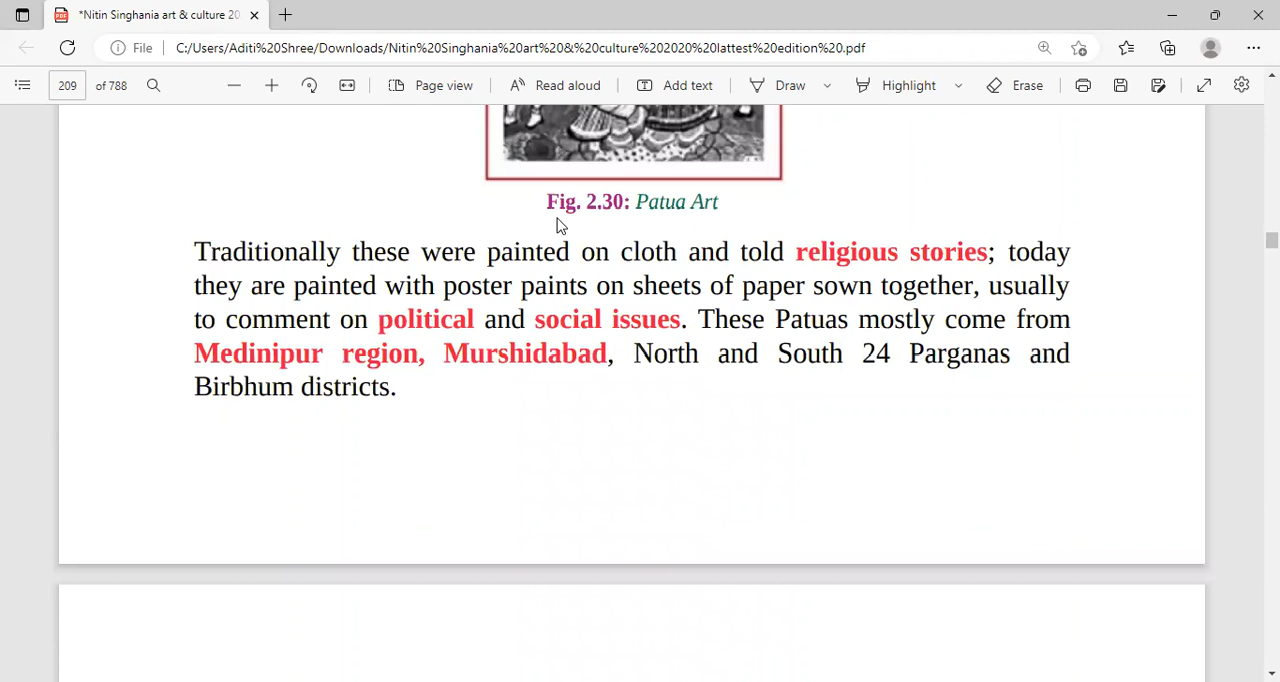 *Nitin Singhania art & culture 20
File C:/Users/Aditi%20Shree/Downloads/Nitin%20Singhania%20art%20&%20culture%202020%20lattest%20edition%20.pdf
209 of 788 Page view Read aloud Add text Draw Highlight Erase
Fig. 2.30: Patua Art
Traditionally these were painted on cloth and told religious stories; today
they are painted with poster paints on sheets of paper sown together, usually
to comment on political and social issues. These Patuas mostly come from
Medinipur region, Murshidabad, North and South 24 Parganas and
Birbhum districts.